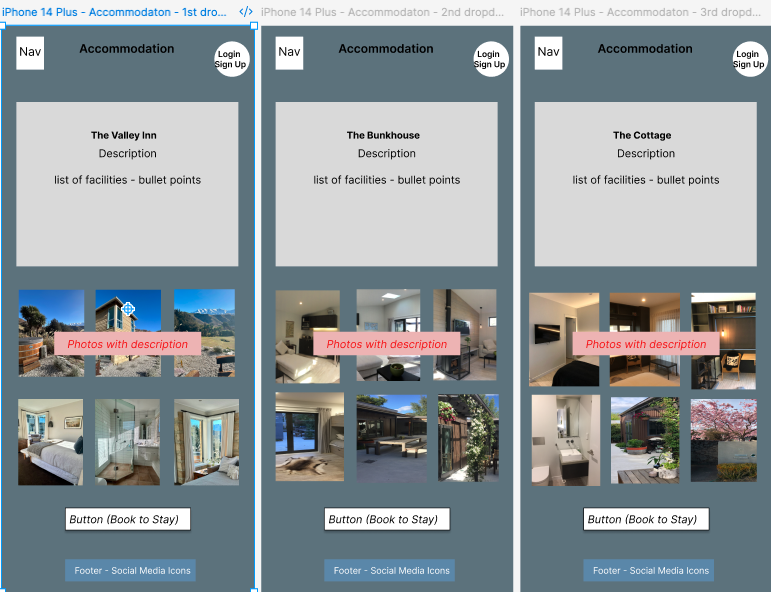 iPhone 14 Plus - Accommodaton - 1st dro...
</>
iPhone 14 Plus - Accommodaton - 2nd dropd...
iPhone 14 Plus - Accommodaton - 3rd dropd...
Nav
Accommodation
Login
Sign Up
The Valley Inn
Description
list of facilities - bullet points
Photos with description
Button (Book to Stay)
Footer - Social Media Icons
Nav
Accommodation
Login
Sign Up
The Bunkhouse
Description
list of facilities - bullet points
Photos with description
Button (Book to Stay)
Footer - Social Media Icons
Nav
Accommodation
Login
Sign Up
The Cottage
Description
list of facilities - bullet points
Photos with description
Button (Book to Stay)
Footer - Social Media Icons